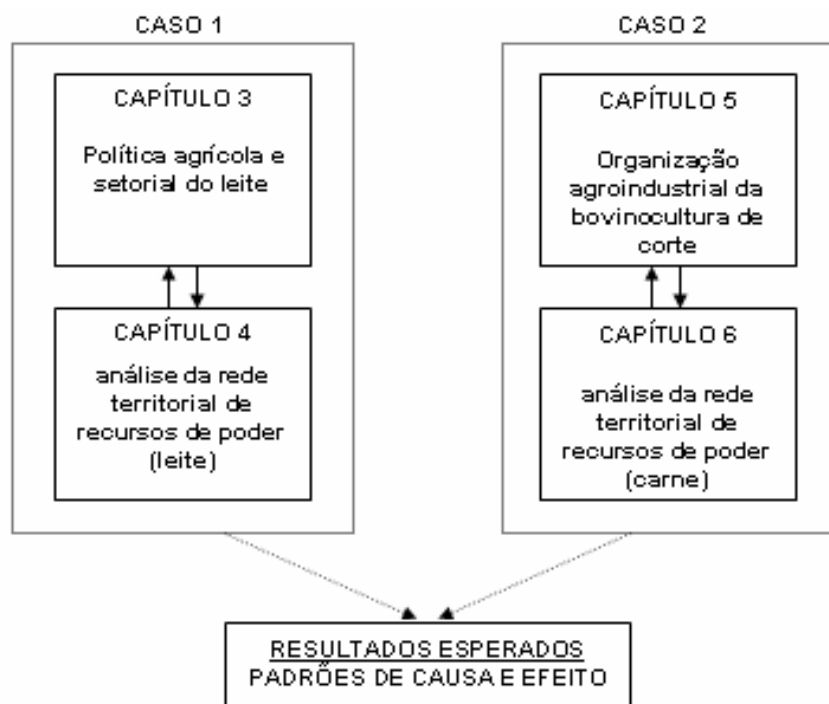 CASO 1
CAPÍTULO 3
Política agrícola e
setorial do leite
CAPÍTULO 4
análise da rede
territorial de
recursos de poder
(leite)
CASO 2
CAPÍTULO 5
Organização
agroindustrial da
bovinocultura de
corte
CAPÍTULO 6
análise da rede
territorial de
recursos de poder
(carne)
RESULTADOS ESPERADOS
PADRÕES DE CAUSA E EFEITO